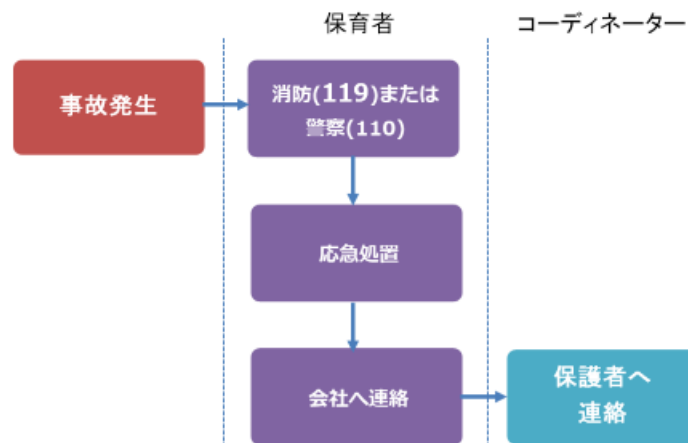 保育者
コーディネーター
事故発生
消防(119)または
警察(110)
応急処置
会社へ連絡
保護者へ
連絡